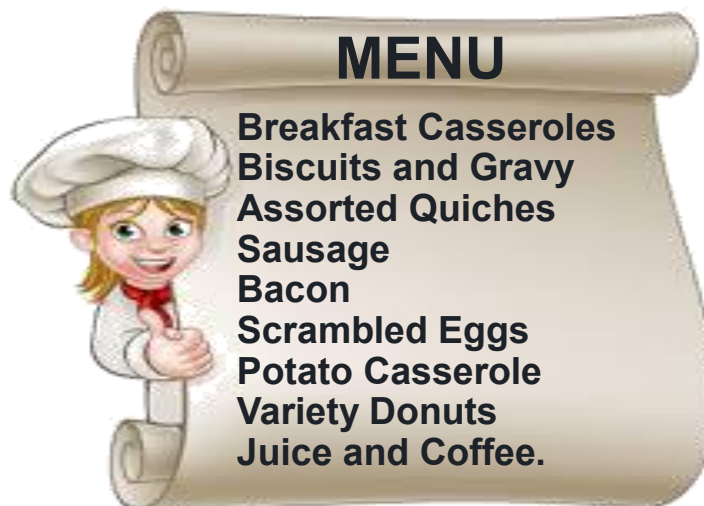 MENU
Breakfast Casseroles
Biscuits and Gravy
Assorted Quiches
Sausage
Bacon
Scrambled Eggs
Potato Casserole
Variety Donuts
Juice and Coffee.